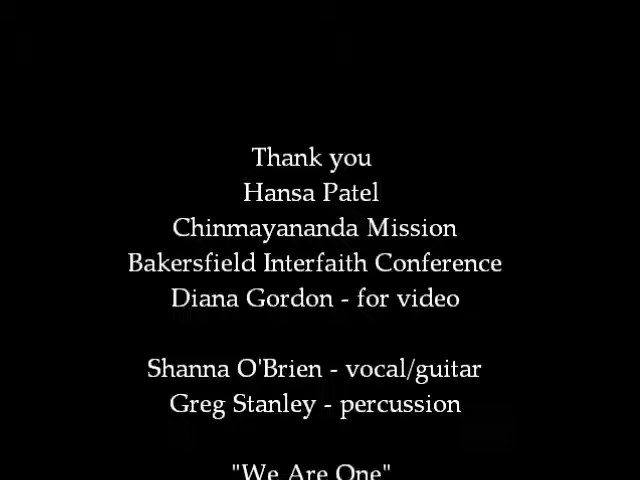 Thank you
Hansa Patel
Chinmayananda Mission
Bakersfield Interfaith Conference
Diana Gordon - for video
Shanna O'Brien - vocal/guitar
Greg Stanley - percussion
"We Are One"